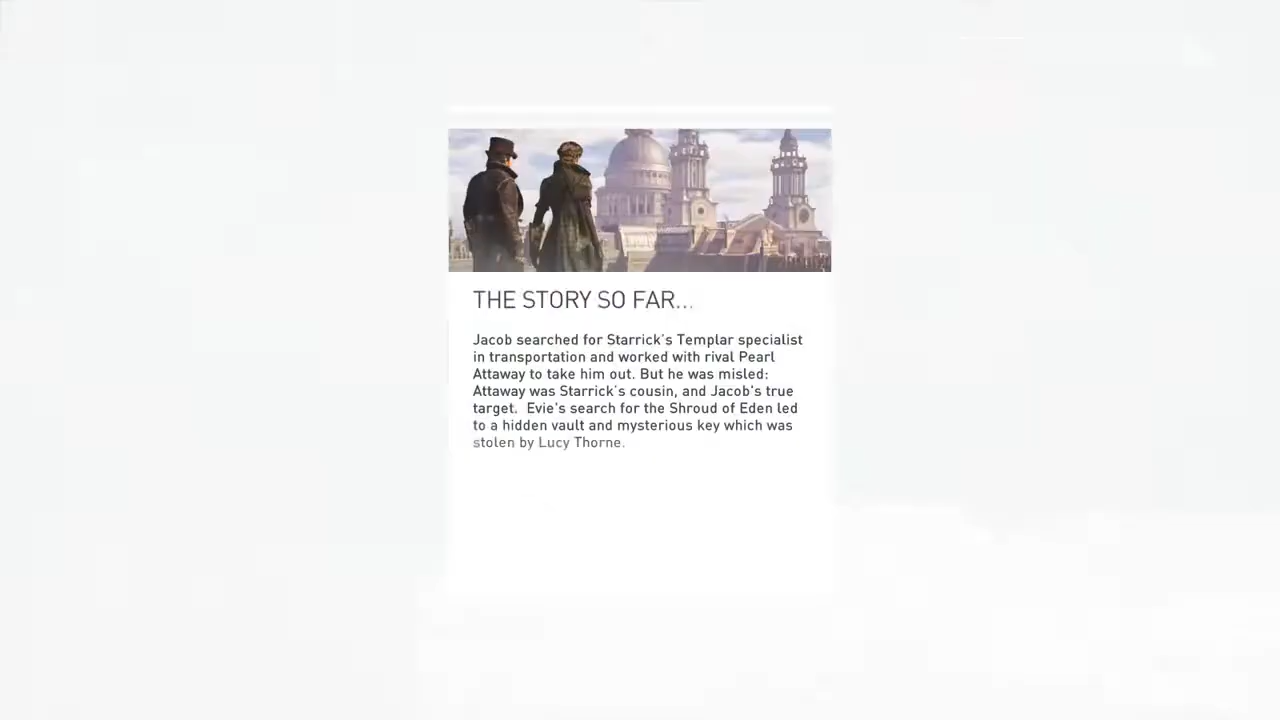 THE STORY SO FAR...
Jacob searched for Starrick's Templar specialist
in transportation and worked with rival Pearl
Attaway to take him out. But he was misled:
Attaway was Starrick's cousin, and Jacob's true
target.  Evie's search for the Shroud of Eden led
to a hidden vault and mysterious key which was
stolen by Lucy Thorne.